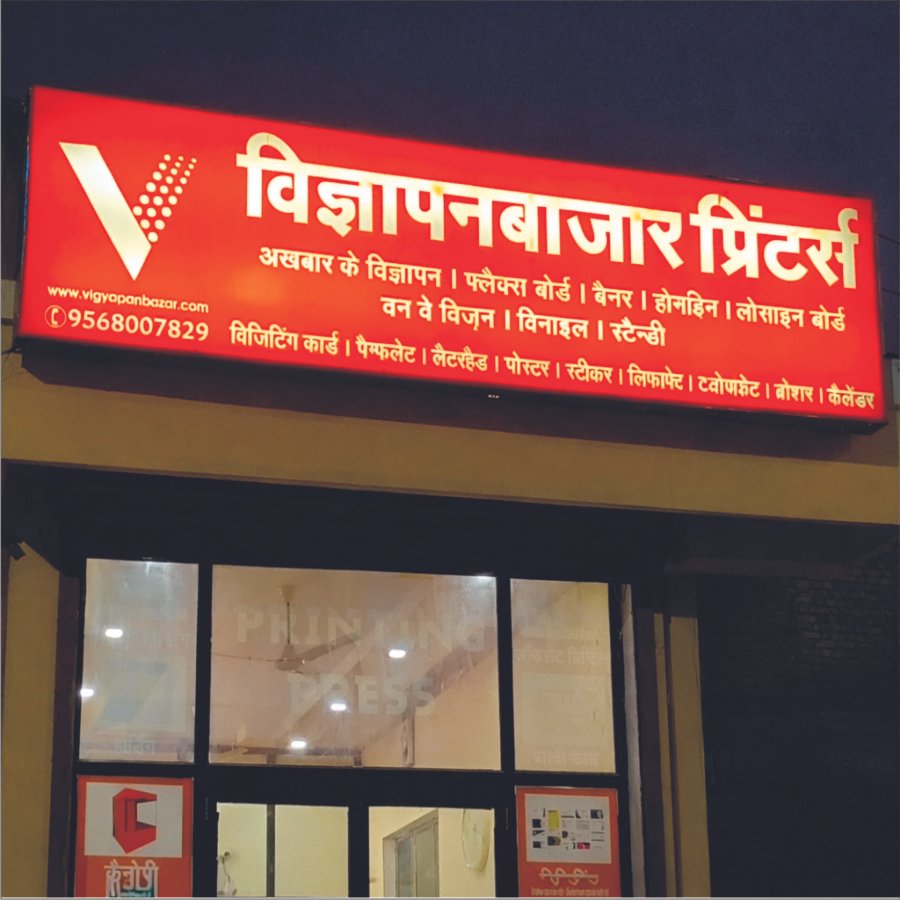 विज्ञापनबाजार प्रिंटर्स
अखबार के विज्ञापन | फ्लैक्स बोर्ड | बैनर | होर्नाडन | लोसाइन बोर्ड
वन वे विज़न | विनाइल | स्टैन्डी
www.vigyapanbazar.com
9568007829
विजिटिंग कार्ड | पैम्फलेट | लैटरहैड | पोस्टर | स्टीकर | लिफाफे | ब्रोशर | कैलेंडर
PRINTING
PRESS
कैनोपी